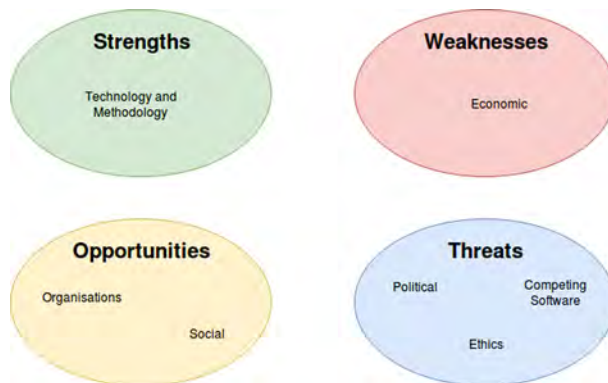 Strengths
Technology and
Methodology
Weaknesses
Economic
Opportunities
Organisations
Social
Threats
Political
Competing
Software
Ethics